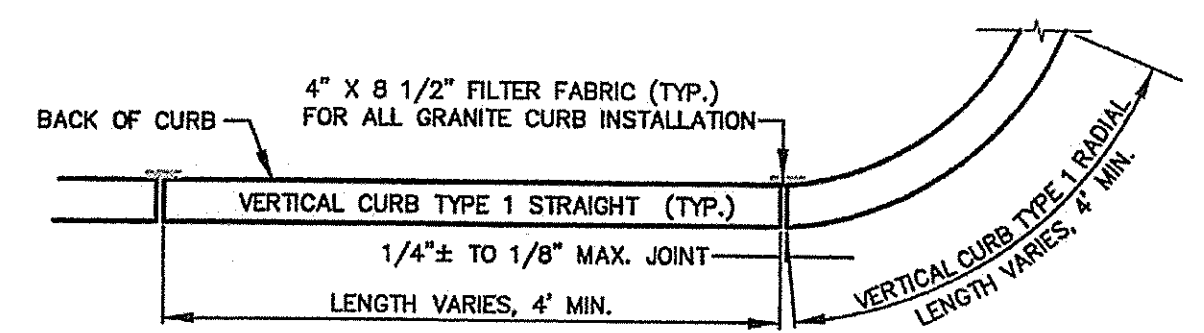 4" X 8 1/2" FILTER FABRIC (TYP.)
FOR ALL GRANITE CURB INSTALLATION
BACK OF CURB
VERTICAL CURB TYPE 1 STRAIGHT (TYP.)
1/4"± TO 1/8" MAX. JOINT
LENGTH VARIES, 4' MIN.
VERTICAL CURB TYPE 1 RADIAL
LENGTH VARIES, 4' MIN.